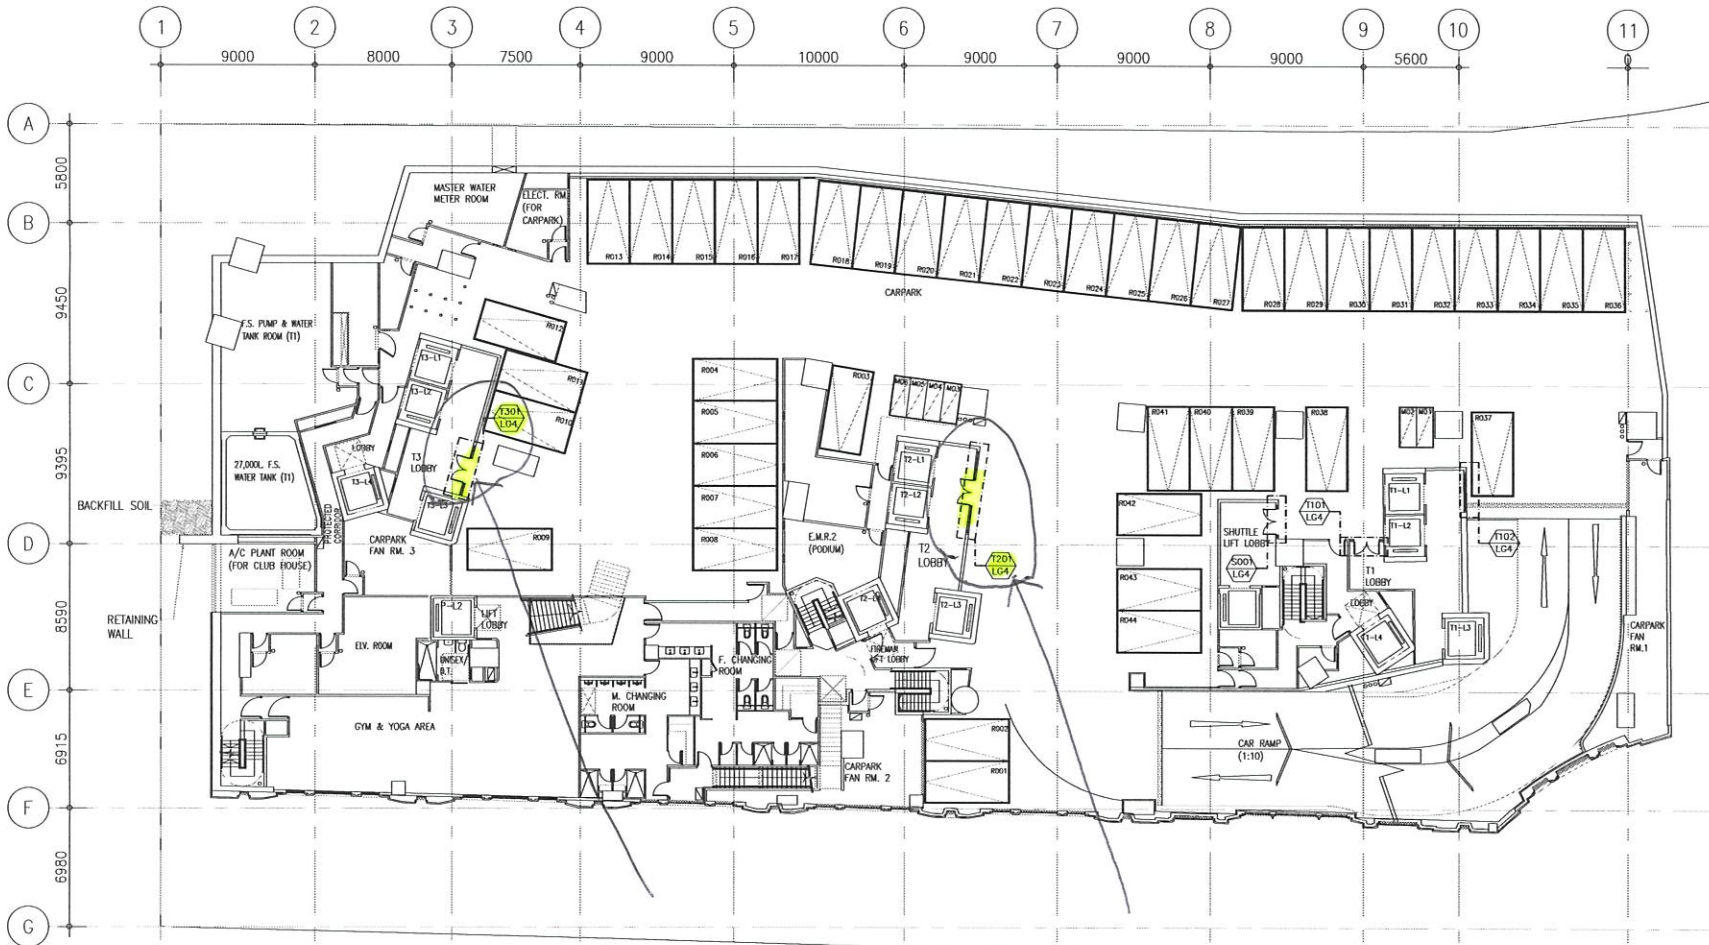 1 2 3 4 5 6 7 8 9 10 11
9000 8000 7500 9000 10000 9000 9000 9000 5600
A
5800
B
9450
C
9395
D
8590
E
6915
F
6980
G
MASTER WATER
METER ROOM
ELECT. RM.
(FOR
CARPARK)
R013 R014 R015 R016 R017
R018 R019 R020 R021 R022 R023 R024 R025 R026 R027
R028 R029 R030 R031 R032 R033 R034 R035 R036
CARPARK
F.S. PUMP & WATER
TANK ROOM (T1)
R012
T3-L1
T3-L2
R010
T301
LG4
R004
R005
R006
R007
R008
R003
M06 M05 M04 M03
R041 R040 R039
R038
M02 M01
R037
LOBBY
T3
LOBBY
T3-L4
27,000L. F.S.
WATER TANK (T1)
BACKFILL SOIL
PROTECTED
CORRIDOR
T2-L1
T2-L2
T1-L1
T1-L2
R042
T101
LG4
T102
LG4
SHUTTLE
LIFT LOBBY
S001
LG4
A/C PLANT ROOM
(FOR CLUB HOUSE)
CARPARK
FAN RM. 3
R009
E.M.R.2
(PODIUM)
T2
LOBBY
T201
LG4
T1
LOBBY
R043
R044
RETAINING
WALL
P-L2
LIFT
LOBBY
T2-L3
LOBBY
T1-L4
T1-L3
CARPARK
FAN
RM.1
ELV. ROOM
UNISEX/
F. CHANGING
ROOM
FIREMAN
LIFT LOBBY
M. CHANGING
ROOM
GYM & YOGA AREA
R002
R001
CARPARK
FAN RM. 2
CAR RAMP
(1:10)